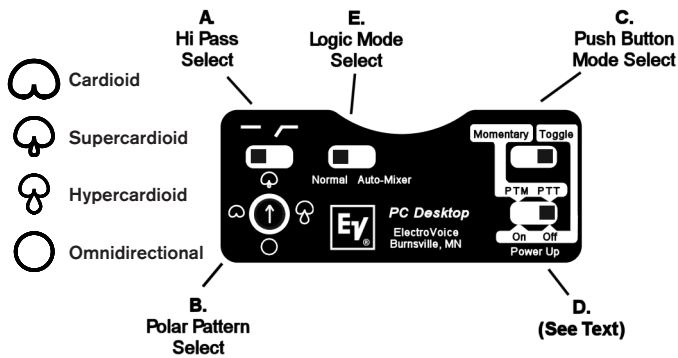 A.
Hi Pass
Select
E.
Logic Mode
Select
C.
Push Button
Mode Select
Cardioid
Supercardioid
Hypercardioid
Omnidirectional
Momentary
Toggle
Normal
Auto-Mixer
PTM
PTT
EV
®
PC Desktop
ElectroVoice
Burnsville, MN
On
Off
Power Up
B.
Polar Pattern
Select
D.
(See Text)